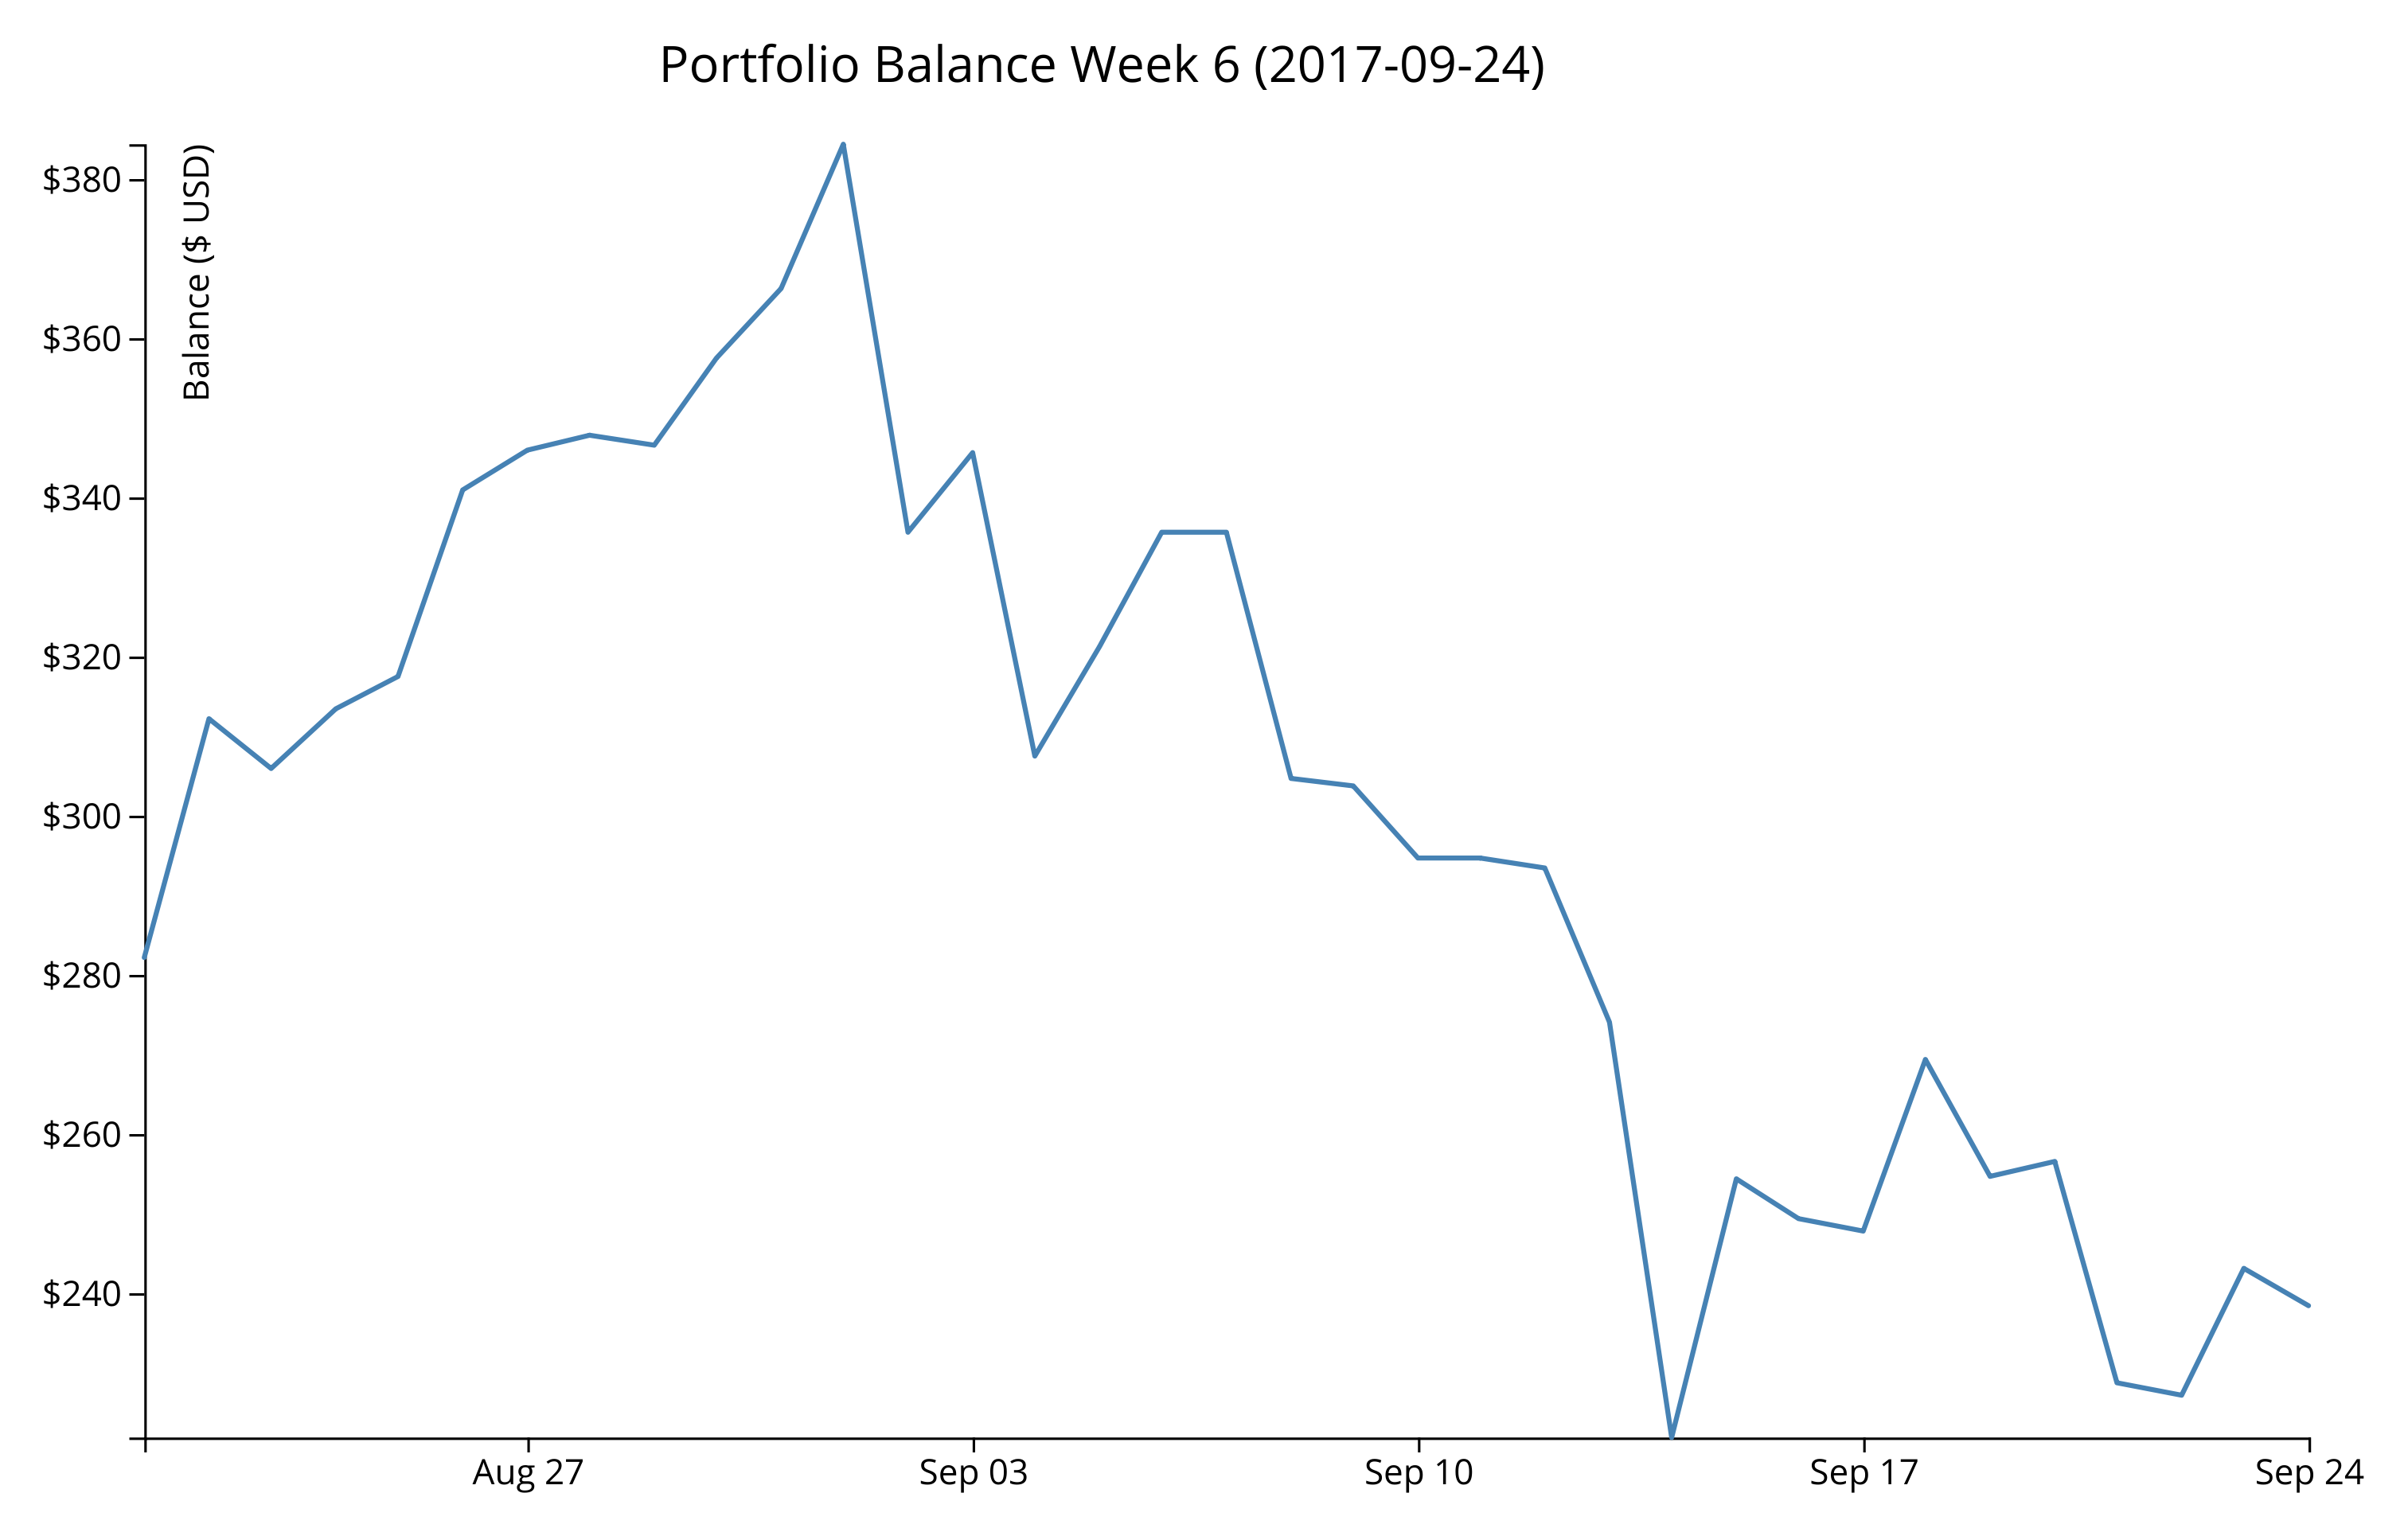 Portfolio Balance Week 6 (2017-09-24)
Balance ($ USD)
$380
$360
$340
$320
$300
$280
$260
$240
Aug 27
Sep 03
Sep 10
Sep 17
Sep 24